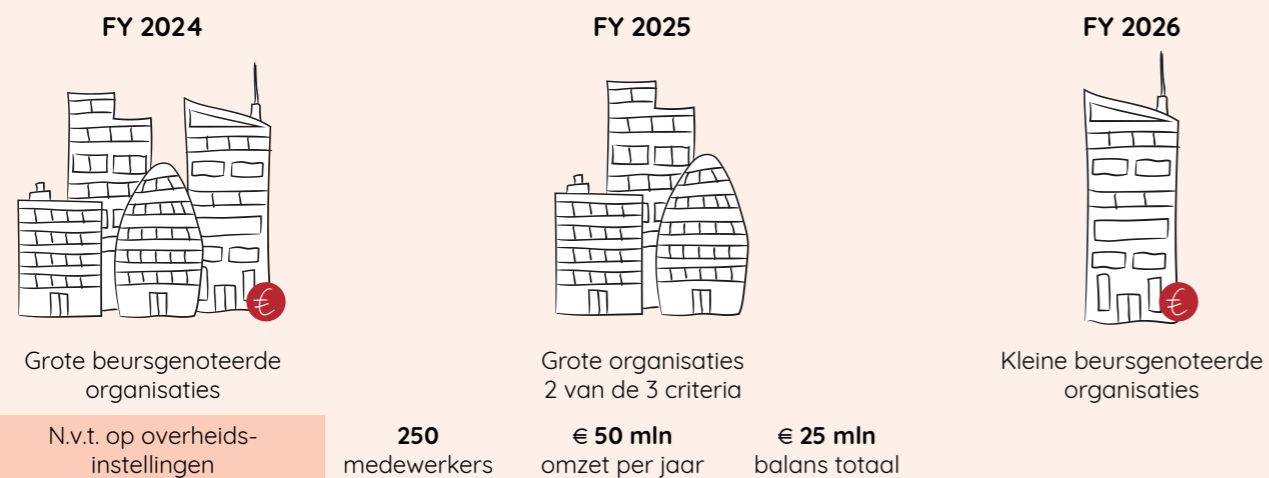 FY 2024
FY 2025
FY 2026
€
€
Grote beursgenoteerde
organisaties
Grote organisaties
2 van de 3 criteria
Kleine beursgenoteerde
organisaties
N.v.t. op overheids-
instellingen
250
medewerkers
€ 50 mln
omzet per jaar
€ 25 mln
balans totaal